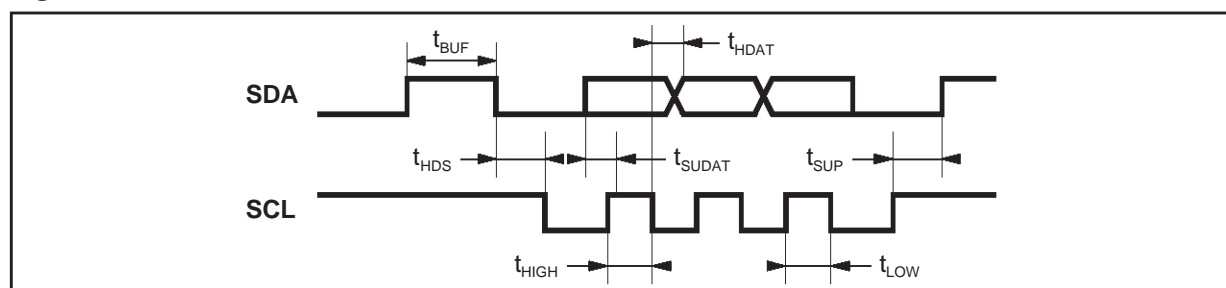 tBUF
tHDAT
SDA
tHDS
tSUDAT
tSUP
SCL
tHIGH
tLOW